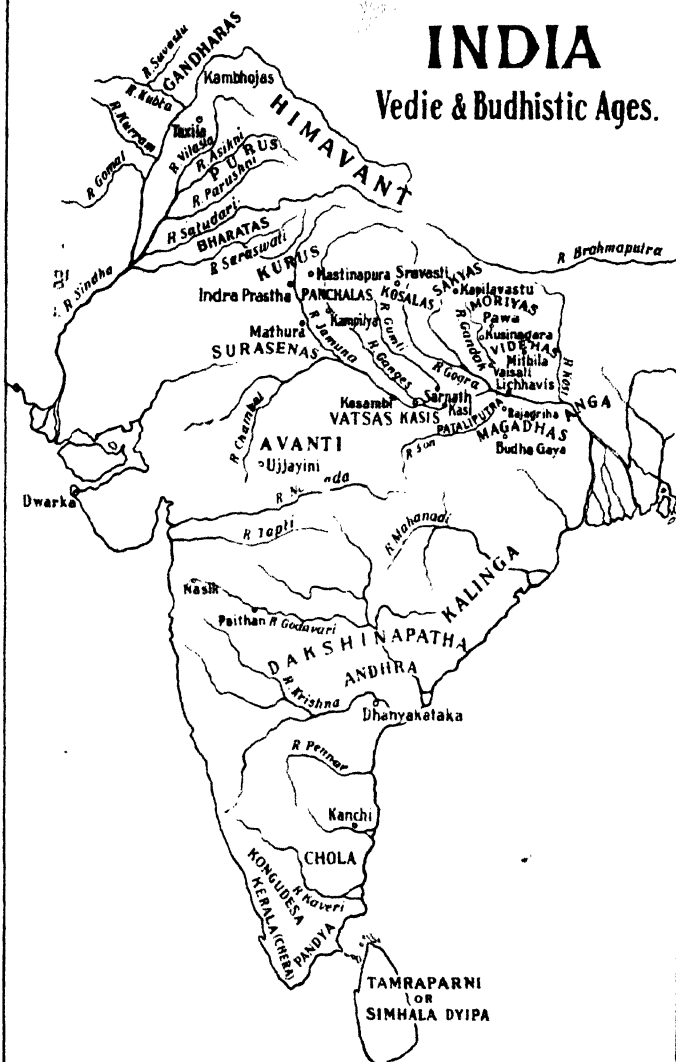 INDIA
Vedie & Budhistic Ages.
R. Suvastu
GANDHARAS
Kambhojas
R. Kubha
R. Kurram
HIMAVANT
Taxila
R Vitasta
R. Asikni
PURUS
R. Parushni
R Gomal
R Satudari
BHARATAS
R Saraswati
R Brahmaputra
R Sindha
KURUS
Hastinapura
Sravasti
SAKYAS
Kapilavastu
Indra Prastha
PANCHALAS
KOSALAS
MORIYAS
Pawa
Kampilya
R Gumli
R. Gandak
Kusinagara
Mathura
VIDEHAS
SURASENAS
R Jamuna
R. Ganges
Mithila
R Kosi
R Gogra
Vaisali
Lichhavis
Sarnath
Kasambi
Kasi
R Chambal
VATSAS
KASIS
PATALIPUTRA
Rajagriha
ANGA
MAGADHAS
AVANTI
R Son
Budha Gaya
Ujjayini
Dwarka
R Tapti
R Mahanadi
KALINGA
Nasik
Paithan
R Godavari
DAKSHINAPATHA
ANDHRA
R. Krishna
Dhanyakataka
R Pennar
Kanchi
CHOLA
KONGUDESA
R Kaveri
KERALA (CHERA)
PANDYA
TAMRAPARNI
OR
SIMHALA DYIPA